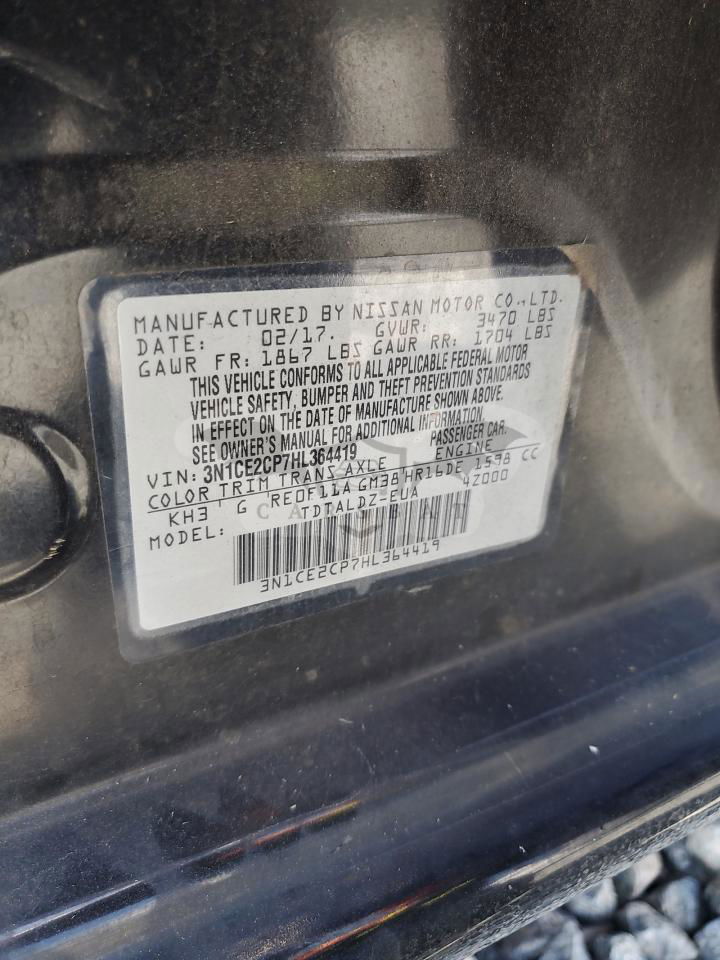 MANUFACTURED BY NISSAN MOTOR CO.,LTD.
DATE: 02/17. GVWR: 3470 LBS
GAWR FR: 1867 LBS GAWR RR: 1704 LBS
THIS VEHICLE CONFORMS TO ALL APPLICABLE FEDERAL MOTOR
VEHICLE SAFETY, BUMPER AND THEFT PREVENTION STANDARDS
IN EFFECT ON THE DATE OF MANUFACTURE SHOWN ABOVE.
SEE OWNER'S MANUAL FOR ADDITIONAL INFORMATION.
VIN: 3N1CE2CP7HL364419 PASSENGER CAR.
COLOR TRIM TRANS AXLE ENGINE
KH3 G RE0F11A GM38 HR16DE 1598 CC
MODEL: TDTALDZ-EUA 4Z000
3N1CE2CP7HL364419